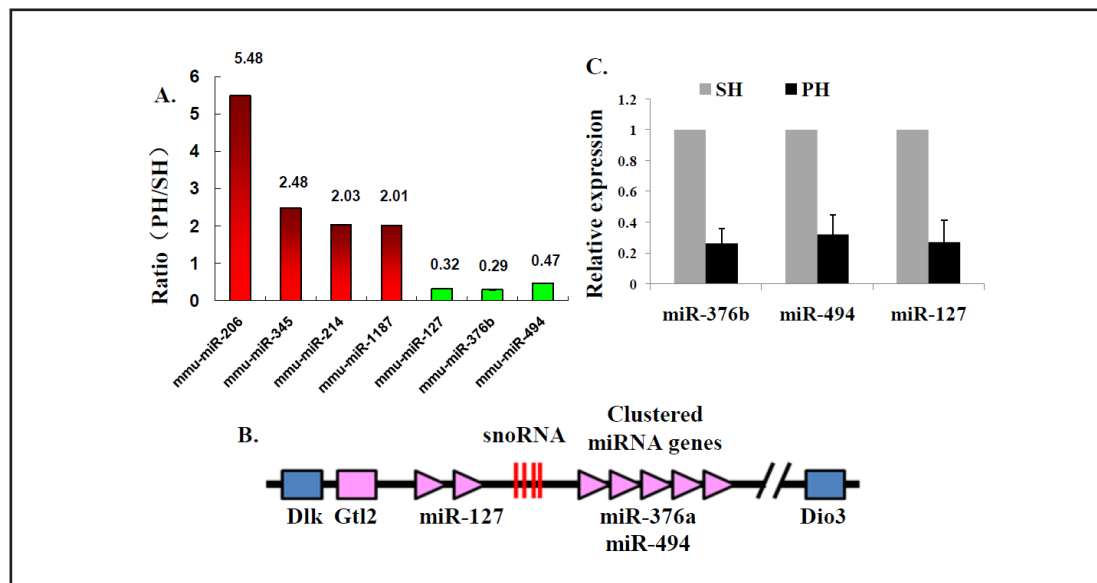 A.
Ratio (PH/SH)
6
5
4
3
2
1
0
5.48
2.48
2.03
2.01
0.32
0.29
0.47
mmu-miR-206
mmu-miR-345
mmu-miR-214
mmu-miR-1187
mmu-miR-127
mmu-miR-376b
mmu-miR-494
C.
SH PH
Relative expression
1.2
1
0.8
0.6
0.4
0.2
0
miR-376b miR-494 miR-127
B.
snoRNA
Clustered
miRNA genes
Dlk Gtl2 miR-127 miR-376a Dio3
miR-494